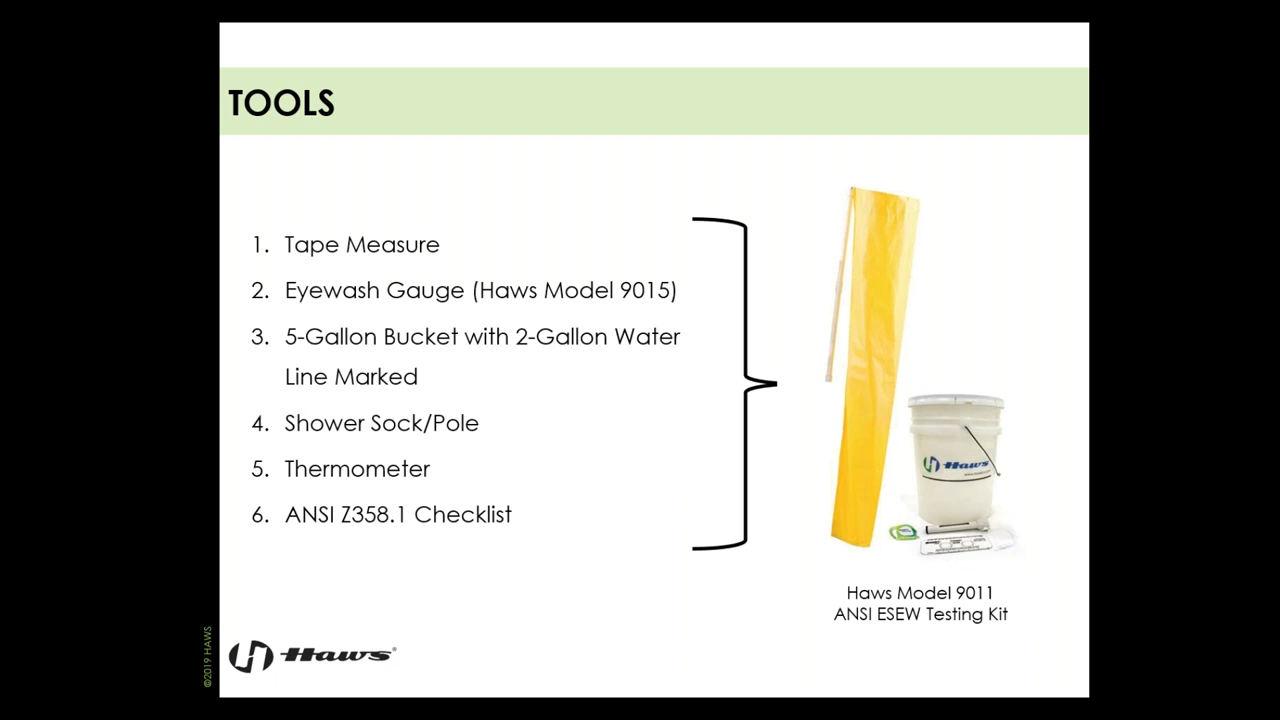 TOOLS
1. Tape Measure
2. Eyewash Gauge (Haws Model 9015)
3. 5-Gallon Bucket with 2-Gallon Water
Line Marked
4. Shower Sock/Pole
5. Thermometer
6. ANSI Z358.1 Checklist
Haws
Haws Model 9011
ANSI ESEW Testing Kit
©2019 HAWS
Haws®